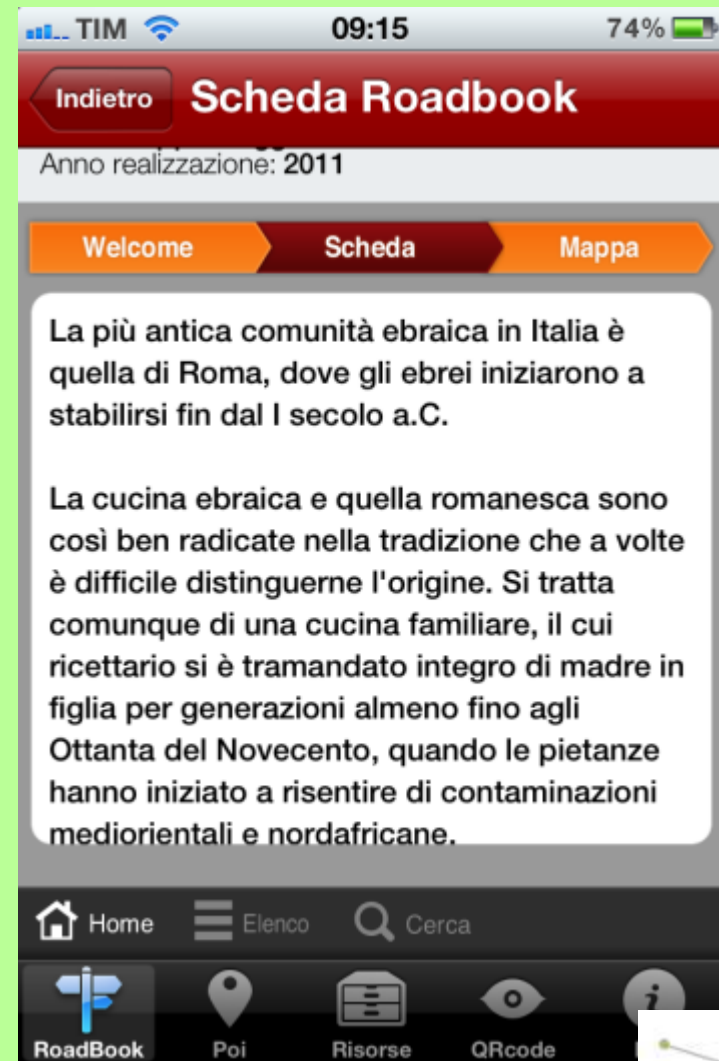 TIM 09:15 74%
Indietro Scheda Roadbook
Anno realizzazione: 2011
Welcome Scheda Mappa
La più antica comunità ebraica in Italia è
quella di Roma, dove gli ebrei iniziarono a
stabilirsi fin dal I secolo a.C.
La cucina ebraica e quella romanesca sono
così ben radicate nella tradizione che a volte
è difficile distinguerne l'origine. Si tratta
comunque di una cucina familiare, il cui
ricettario si è tramandato integro di madre in
figlia per generazioni almeno fino agli
Ottanta del Novecento, quando le pietanze
hanno iniziato a risentire di contaminazioni
mediorientali e nordafricane.
Home Elenco Cerca
RoadBook Poi Risorse QRcode